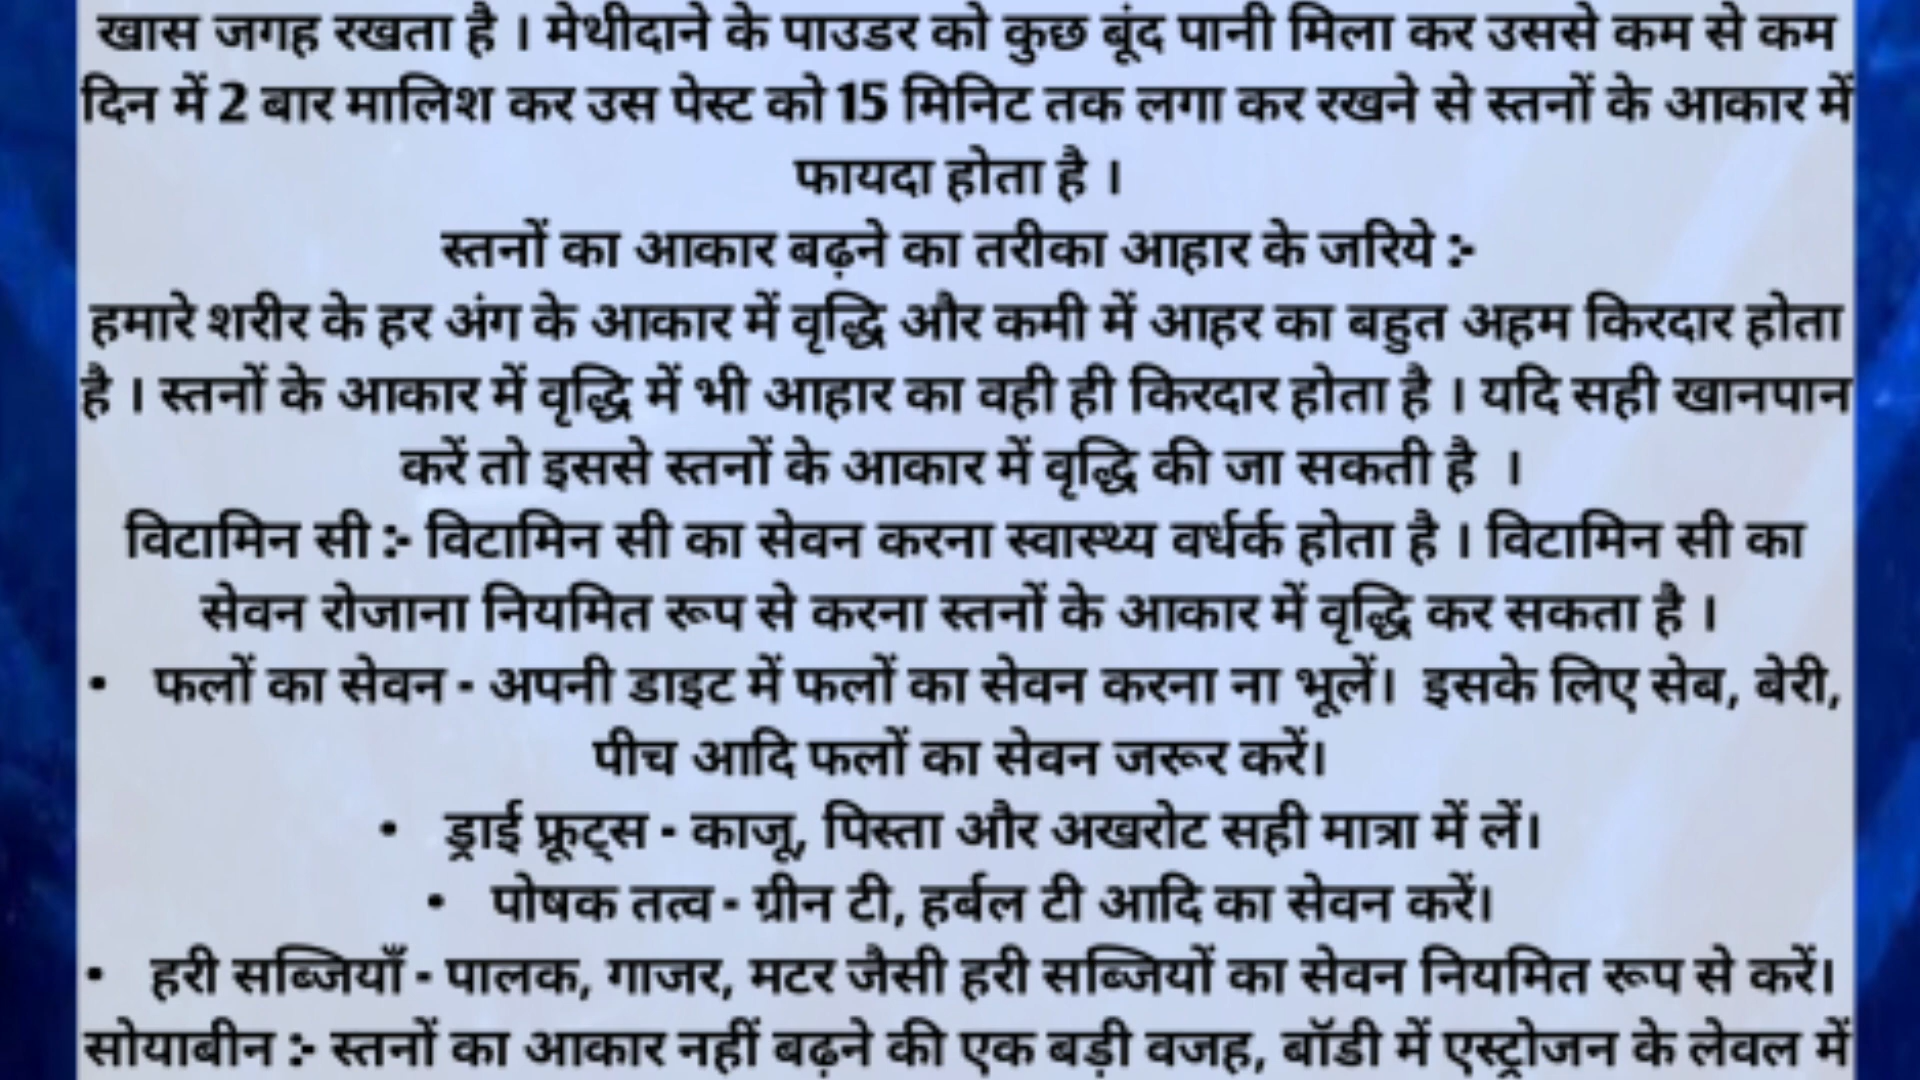 खास जगह रखता है । मेथीदाने के पाउडर को कुछ बूंद पानी मिला कर उससे कम से कम
दिन में 2 बार मालिश कर उस पेस्ट को 15 मिनिट तक लगा कर रखने से स्तनों के आकार में
फायदा होता है ।
स्तनों का आकार बढ़ने का तरीका आहार के जरिये :-
हमारे शरीर के हर अंग के आकार में वृद्धि और कमी में आहर का बहुत अहम किरदार होता
है । स्तनों के आकार में वृद्धि में भी आहार का वही ही किरदार होता है । यदि सही खानपान
करें तो इससे स्तनों के आकार में वृद्धि की जा सकती है ।
विटामिन सी :- विटामिन सी का सेवन करना स्वास्थ्य वर्धर्क होता है । विटामिन सी का
सेवन रोजाना नियमित रूप से करना स्तनों के आकार में वृद्धि कर सकता है ।
• फलों का सेवन - अपनी डाइट में फलों का सेवन करना ना भूलें। इसके लिए सेब, बेरी,
पीच आदि फलों का सेवन जरूर करें।
• ड्राई फ्रूट्स - काजू, पिस्ता और अखरोट सही मात्रा में लें।
• पोषक तत्व - ग्रीन टी, हर्बल टी आदि का सेवन करें।
• हरी सब्जियाँ - पालक, गाजर, मटर जैसी हरी सब्जियों का सेवन नियमित रूप से करें।
सोयाबीन :- स्तनों का आकार नहीं बढ़ने की एक बड़ी वजह, बॉडी में एस्ट्रोजन के लेवल में